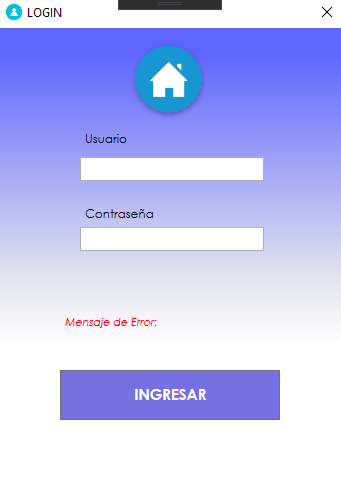 LOGIN
Usuario
Contraseña
Mensaje de Error:
INGRESAR